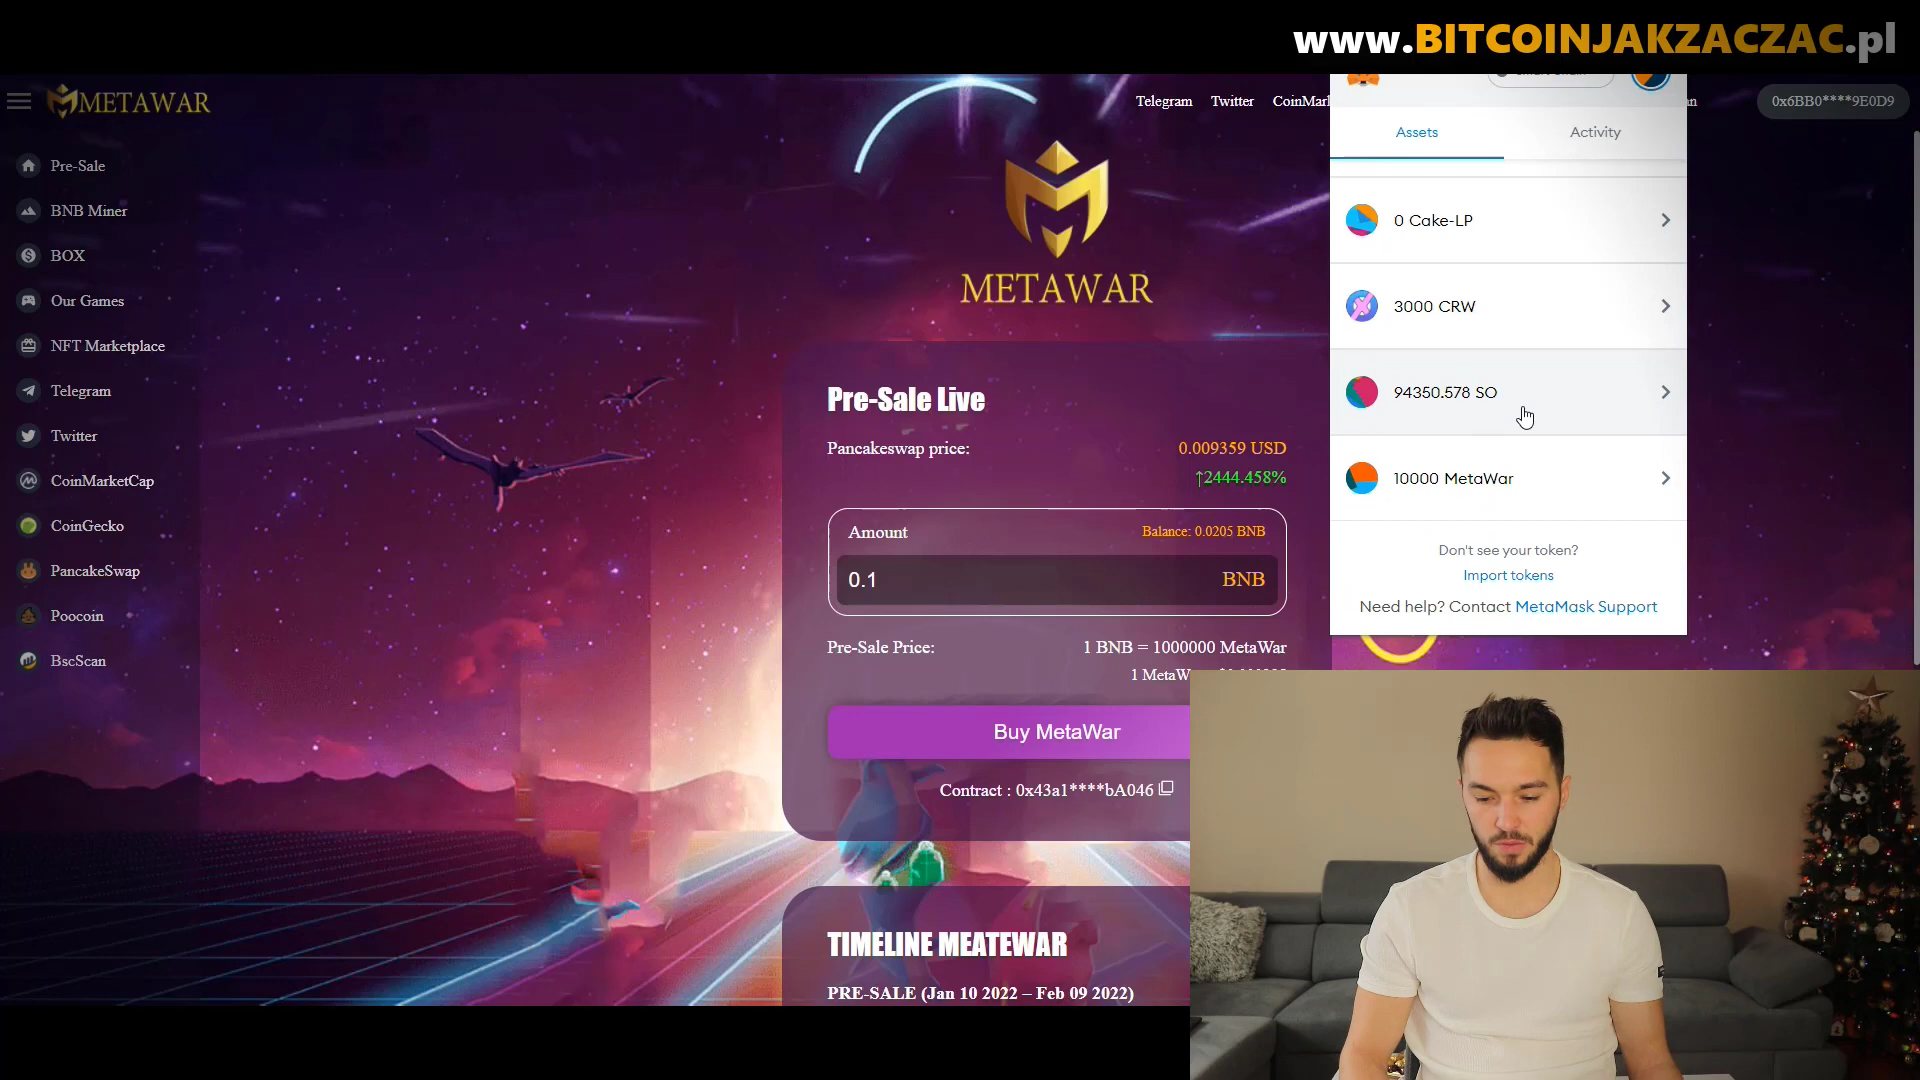 www.BITCOINJAKZACZAC.pl
METAWAR
Telegram Twitter
0x6BB0****9E0D9
Pre-Sale
BNB Miner
BOX
Our Games
NFT Marketplace
Telegram
Twitter
CoinMarketCap
CoinGecko
PancakeSwap
Poocoin
BscScan
METAWAR
Pre-Sale Live
Pancakeswap price: 0.009359 USD
↑2444.458%
Amount Balance: 0.0205 BNB
0.1 BNB
Pre-Sale Price: 1 BNB = 1000000 MetaWar
1 MetaW
Buy MetaWar
Contract : 0x43a1****bA046
TIMELINE MEATEWAR
PRE-SALE (Jan 10 2022 – Feb 09 2022)
Assets Activity
0 Cake-LP
3000 CRW
94350.578 SO
10000 MetaWar
Don't see your token?
Import tokens
Need help? Contact MetaMask Support